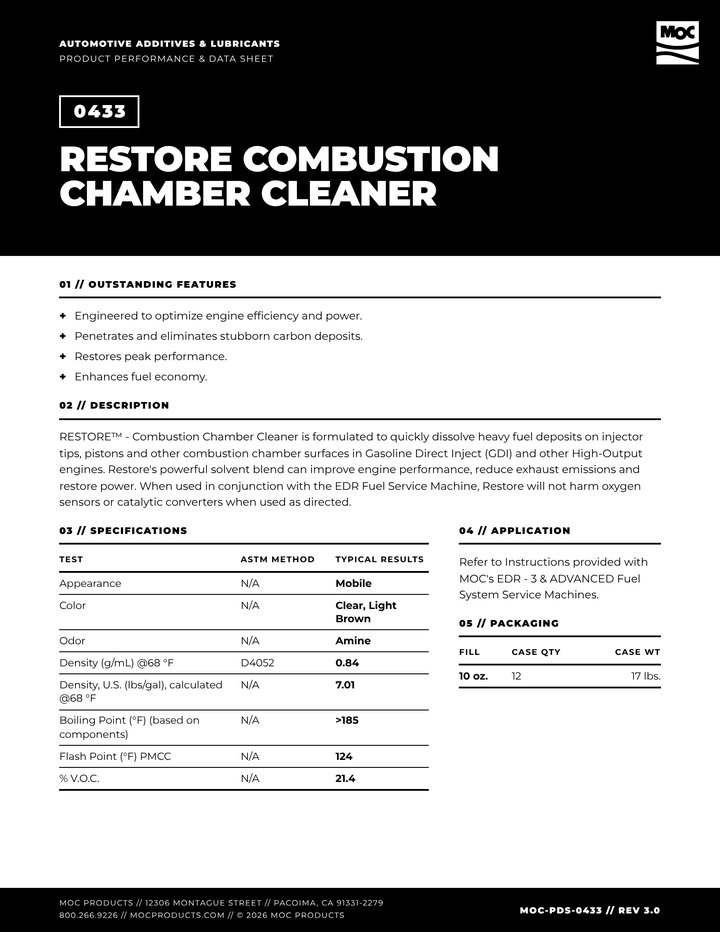 AUTOMOTIVE ADDITIVES & LUBRICANTS
PRODUCT PERFORMANCE & DATA SHEET
MOC
0433
RESTORE COMBUSTION
CHAMBER CLEANER
01 // OUTSTANDING FEATURES
+ Engineered to optimize engine efficiency and power.
+ Penetrates and eliminates stubborn carbon deposits.
+ Restores peak performance.
+ Enhances fuel economy.
02 // DESCRIPTION
RESTORE™ - Combustion Chamber Cleaner is formulated to quickly dissolve heavy fuel deposits on injector
tips, pistons and other combustion chamber surfaces in Gasoline Direct Inject (GDI) and other High-Output
engines. Restore's powerful solvent blend can improve engine performance, reduce exhaust emissions and
restore power. When used in conjunction with the EDR Fuel Service Machine, Restore will not harm oxygen
sensors or catalytic converters when used as directed.
03 // SPECIFICATIONS
TEST ASTM METHOD TYPICAL RESULTS
Appearance N/A Mobile
Color N/A Clear, Light
Brown
Odor N/A Amine
Density (g/mL) @68 °F D4052 0.84
Density, U.S. (lbs/gal), calculated N/A 7.01
@68 °F
Boiling Point (°F) (based on N/A >185
components)
Flash Point (°F) PMCC N/A 124
% V.O.C. N/A 21.4
04 // APPLICATION
Refer to Instructions provided with
MOC's EDR - 3 & ADVANCED Fuel
System Service Machines.
05 // PACKAGING
FILL CASE QTY CASE WT
10 oz. 12 17 lbs.
MOC PRODUCTS // 12306 MONTAGUE STREET // PACOIMA, CA 91331-2279
800.266.9226 // MOCPRODUCTS.COM // © 2026 MOC PRODUCTS
MOC-PDS-0433 // REV 3.0